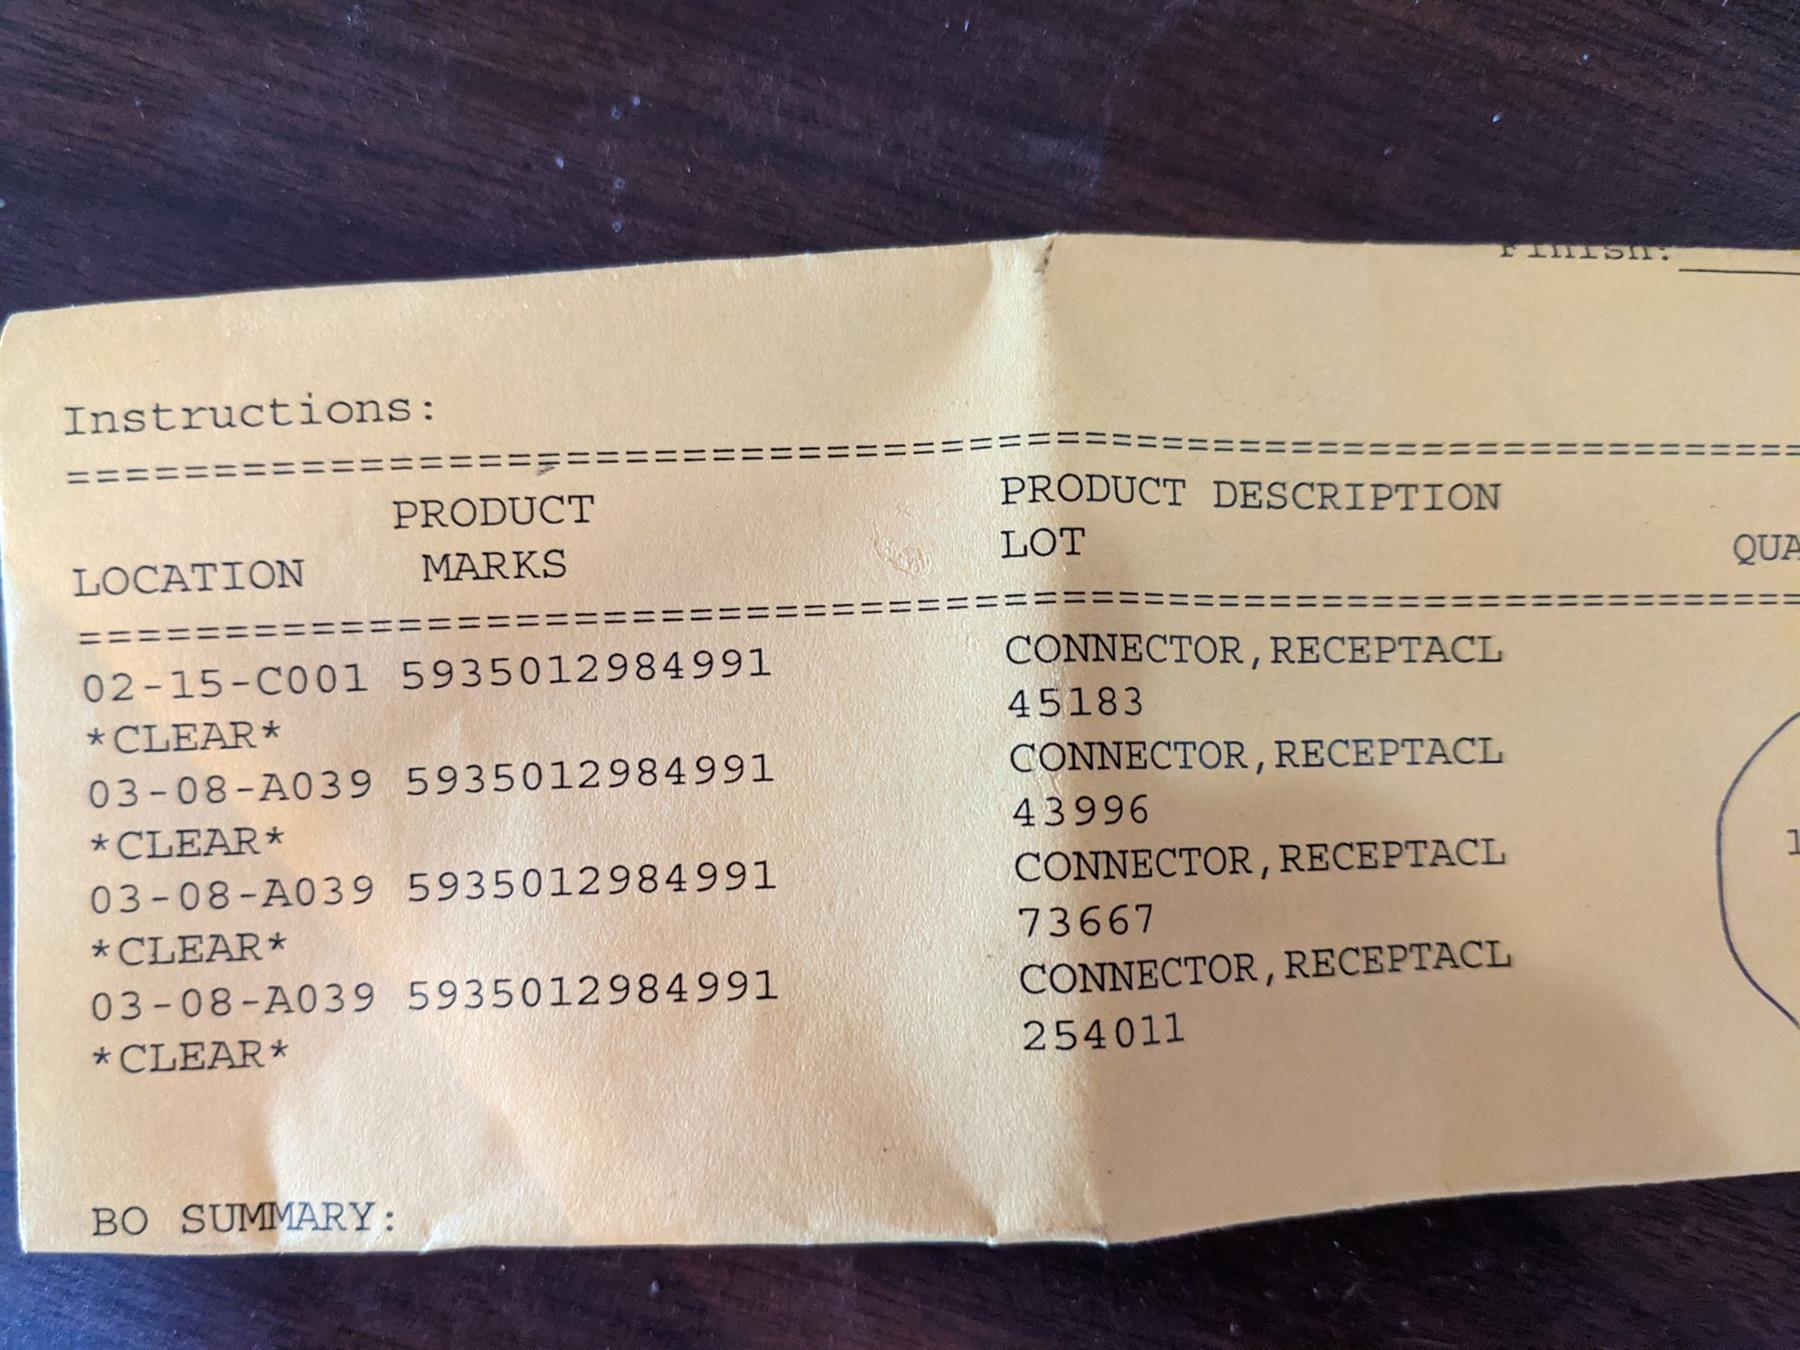 Finish:
Instructions:
PRODUCT PRODUCT DESCRIPTION
LOCATION MARKS LOT QUA
02-15-C001 5935012984991 CONNECTOR,RECEPTACL
*CLEAR* 45183
03-08-A039 5935012984991 CONNECTOR,RECEPTACL
*CLEAR* 43996
03-08-A039 5935012984991 CONNECTOR,RECEPTACL
*CLEAR* 73667
03-08-A039 5935012984991 CONNECTOR,RECEPTACL
*CLEAR* 254011
BO SUMMARY: